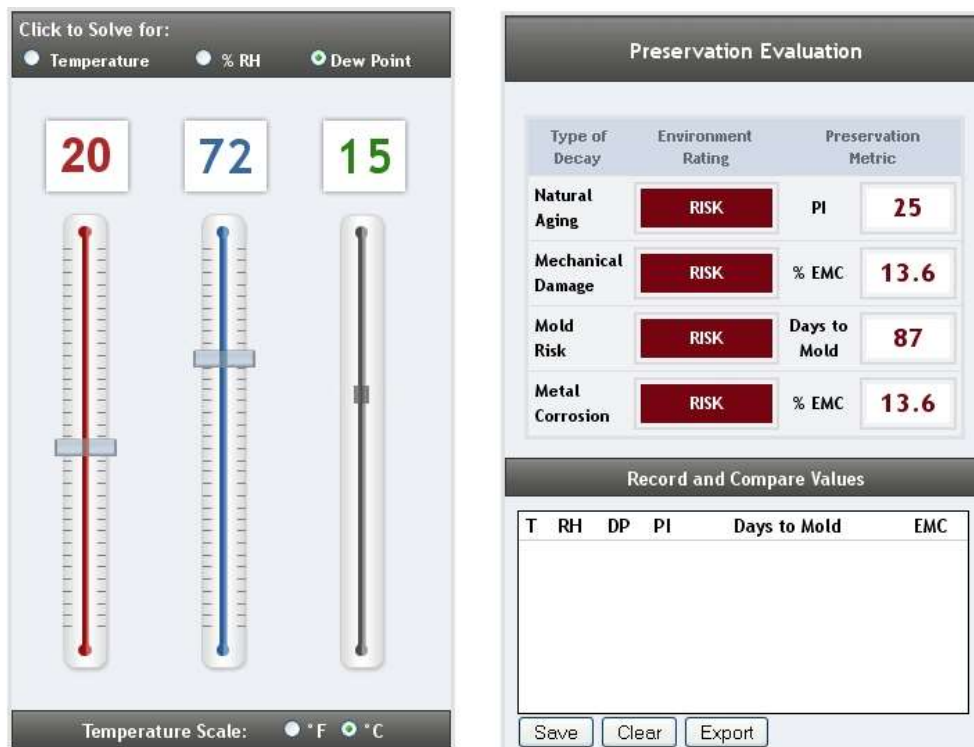 Click to Solve for:
Temperature % RH Dew Point
20 72 15
Temperature Scale: °F °C
Preservation Evaluation
Type of Decay Environment Rating Preservation Metric
Natural Aging RISK PI 25
Mechanical Damage RISK % EMC 13.6
Mold Risk RISK Days to Mold 87
Metal Corrosion RISK % EMC 13.6
Record and Compare Values
T RH DP PI Days to Mold EMC
Save Clear Export